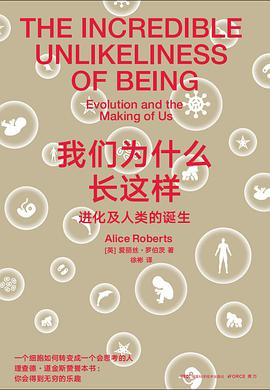 THE INCREDIBLE
UNLIKELINESS
OF BEING
Evolution and the
Making of Us
我们为什么
长这样
进化及人类的诞生
Alice Roberts
[英] 爱丽丝·罗伯茨 著
徐彬 译
一个细胞如何转变成一个会思考的人
理查德·道金斯赞誉本书:
你会得到无穷的乐趣